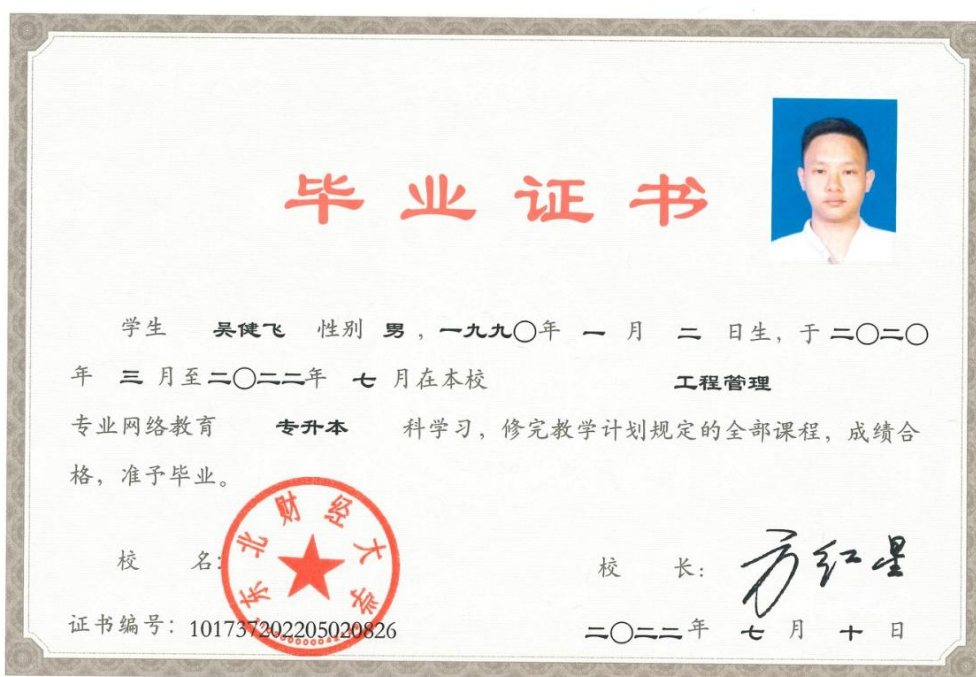 毕业证书
学生 吴健飞 性别 男，一九九〇年 一 月 二 日生，于 二〇二〇
年 三 月至 二〇二二年 七 月在本校 工程管理
专业网络教育 专升本 科学习，修完教学计划规定的全部课程，成绩合
格，准予毕业。
校 名：
东北财经大学
校 长：方红星
证书编号：101737202205020826
二〇二二年 七 月 十 日